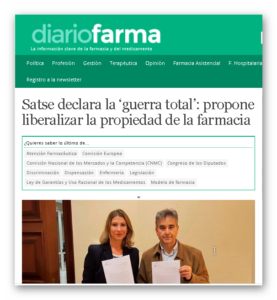 diariofarma
La información clave de la farmacia y del medicamento
Política Profesión Gestión Terapéutica Opinión Farmacia Asistencial F. Hospitalaria
Registro a la newsletter
Satse declara la ‘guerra total’: propone
liberalizar la propiedad de la farmacia
¿Quieres saber lo último de...
Atención Farmacéutica Comisión Europea
Comisión Nacional de los Mercados y la Competencia (CNMC) Congreso de los Diputados
Discriminación Dispensación Enfermería Legislación
Ley de Garantías y Uso Racional de los Medicamentos Modelo de farmacia